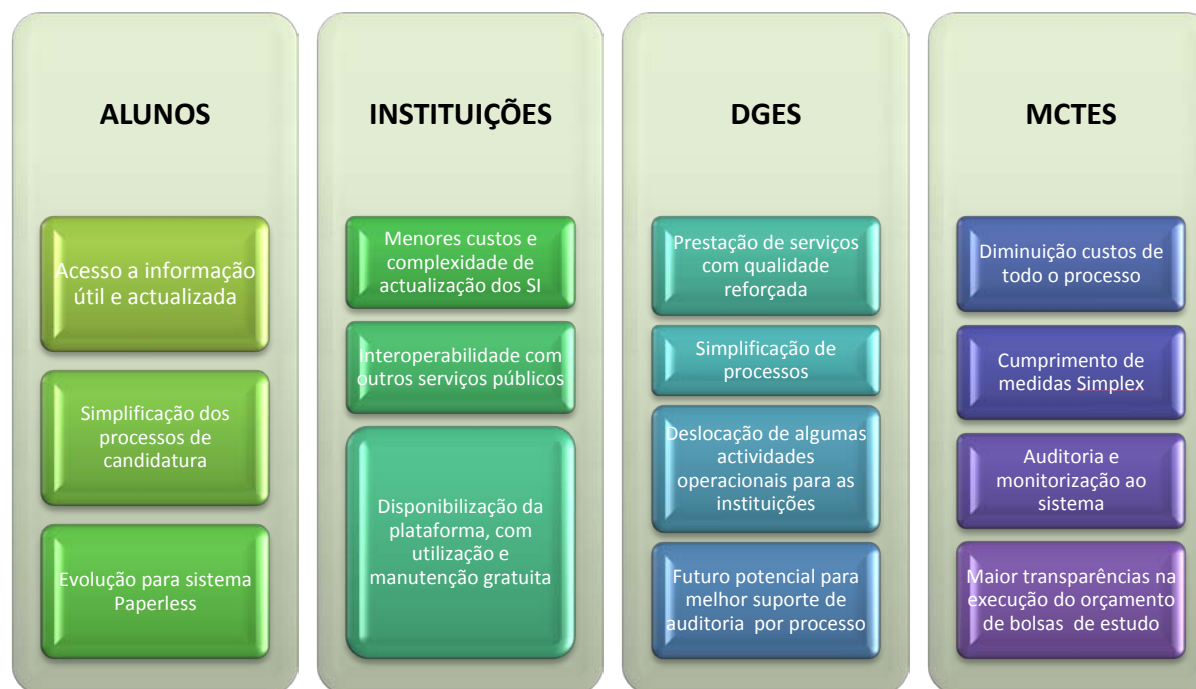 ALUNOS
Acesso a informação
útil e actualizada
Simplificação dos
processos de
candidatura
Evolução para sistema
Paperless
INSTITUIÇÕES
Menores custos e
complexidade de
actualização dos SI
Interoperabilidade com
outros serviços públicos
Disponibilização da
plataforma, com
utilização e
manutenção gratuita
DGES
Prestação de serviços
com qualidade
reforçada
Simplificação de
processos
Deslocação de algumas
actividades
operacionais para as
instituições
Futuro potencial para
melhor suporte de
auditoria por processo
MCTES
Diminuição custos de
todo o processo
Cumprimento de
medidas Simplex
Auditoria e
monitorização ao
sistema
Maior transparências na
execução do orçamento
de bolsas de estudo